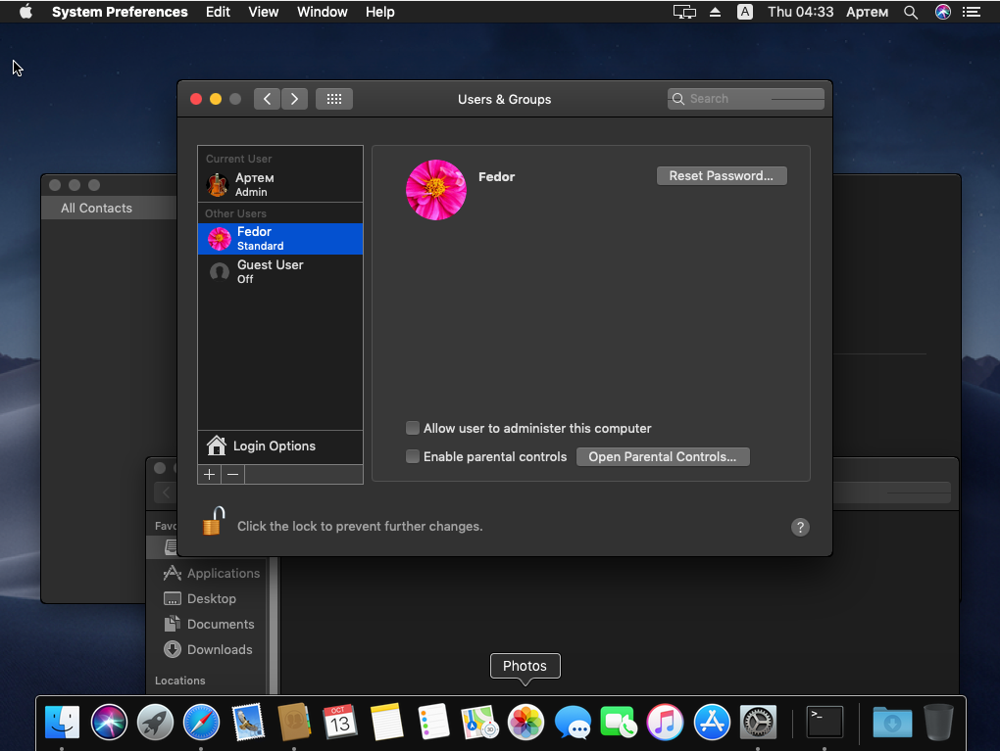 System Preferences Edit View Window Help
A Thu 04:33 Артем
Users & Groups
Search
Current User
Артем
Admin
Other Users
Fedor
Standard
Guest User
Off
Login Options
Fedor
Reset Password...
Allow user to administer this computer
Enable parental controls
Open Parental Controls...
Click the lock to prevent further changes.
?
All Contacts
Favo
Applications
Desktop
Documents
Downloads
Locations
Photos
OCT
13